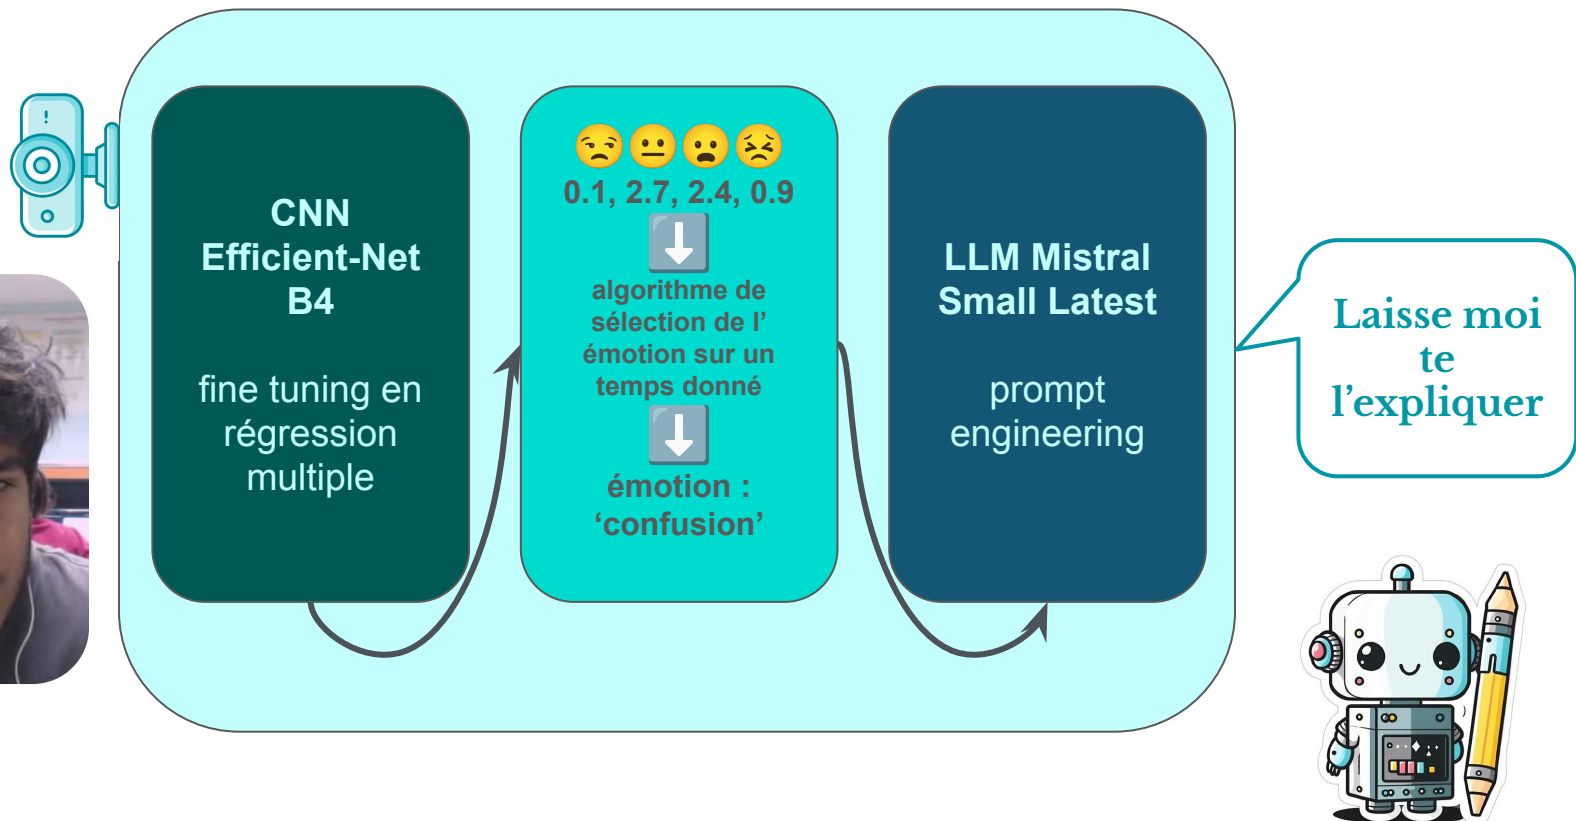 CNN
Efficient-Net
B4
fine tuning en
régression
multiple
0.1, 2.7, 2.4, 0.9
algorithme de
sélection de l’
émotion sur un
temps donné
émotion :
‘confusion’
LLM Mistral
Small Latest
prompt
engineering
Laisse moi
te
l’expliquer